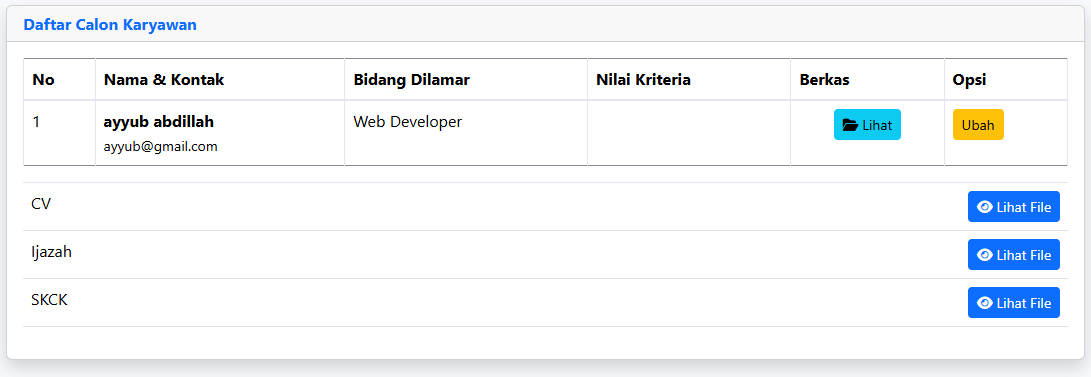 Daftar Calon Karyawan
No Nama & Kontak Bidang Dilamar Nilai Kriteria Berkas Opsi
1 ayyub abdillah Web Developer Lihat Ubah
ayyub@gmail.com
CV Lihat File
Ijazah Lihat File
SKCK Lihat File